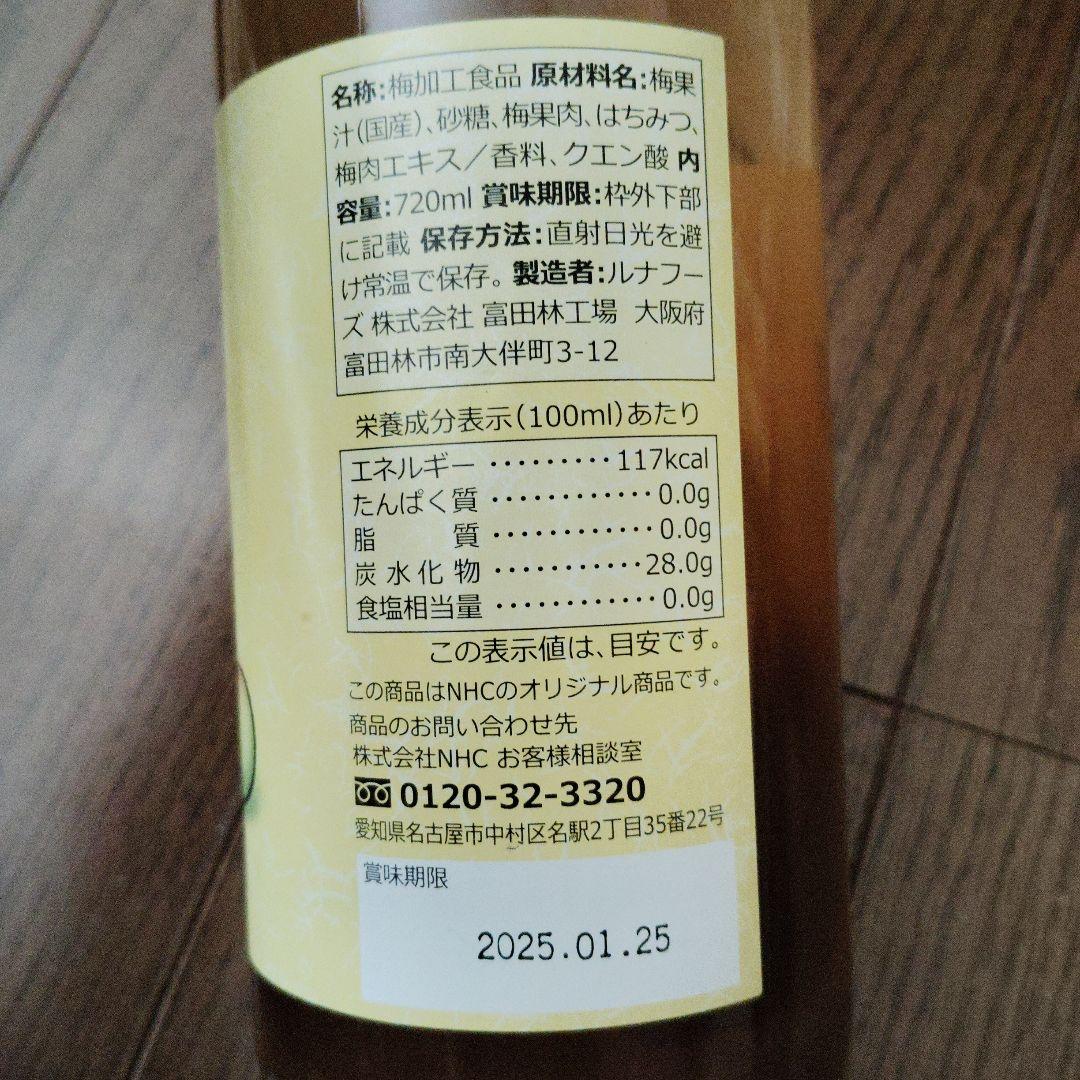 名称:梅加工食品 原材料名:梅果
汁(国産)、砂糖、梅果肉、はちみつ、
梅肉エキス／香料、クエン酸 内
容量:720ml 賞味期限:枠外下部
に記載 保存方法:直射日光を避
け常温で保存。 製造者:ルナフー
ズ 株式会社 富田林工場 大阪府
富田林市南大伴町3-12
栄養成分表示(100ml)あたり
エネルギー ･････････ 117kcal
たんぱく質 ････････････ 0.0g
脂質 ････････････ 0.0g
炭水化物 ･･･････････ 28.0g
食塩相当量 ････････････ 0.0g
この表示値は、目安です。
この商品はNHCのオリジナル商品です。
商品のお問い合わせ先
株式会社NHC お客様相談室
0120-32-3320
愛知県名古屋市中村区名駅2丁目35番22号
賞味期限
2025.01.25